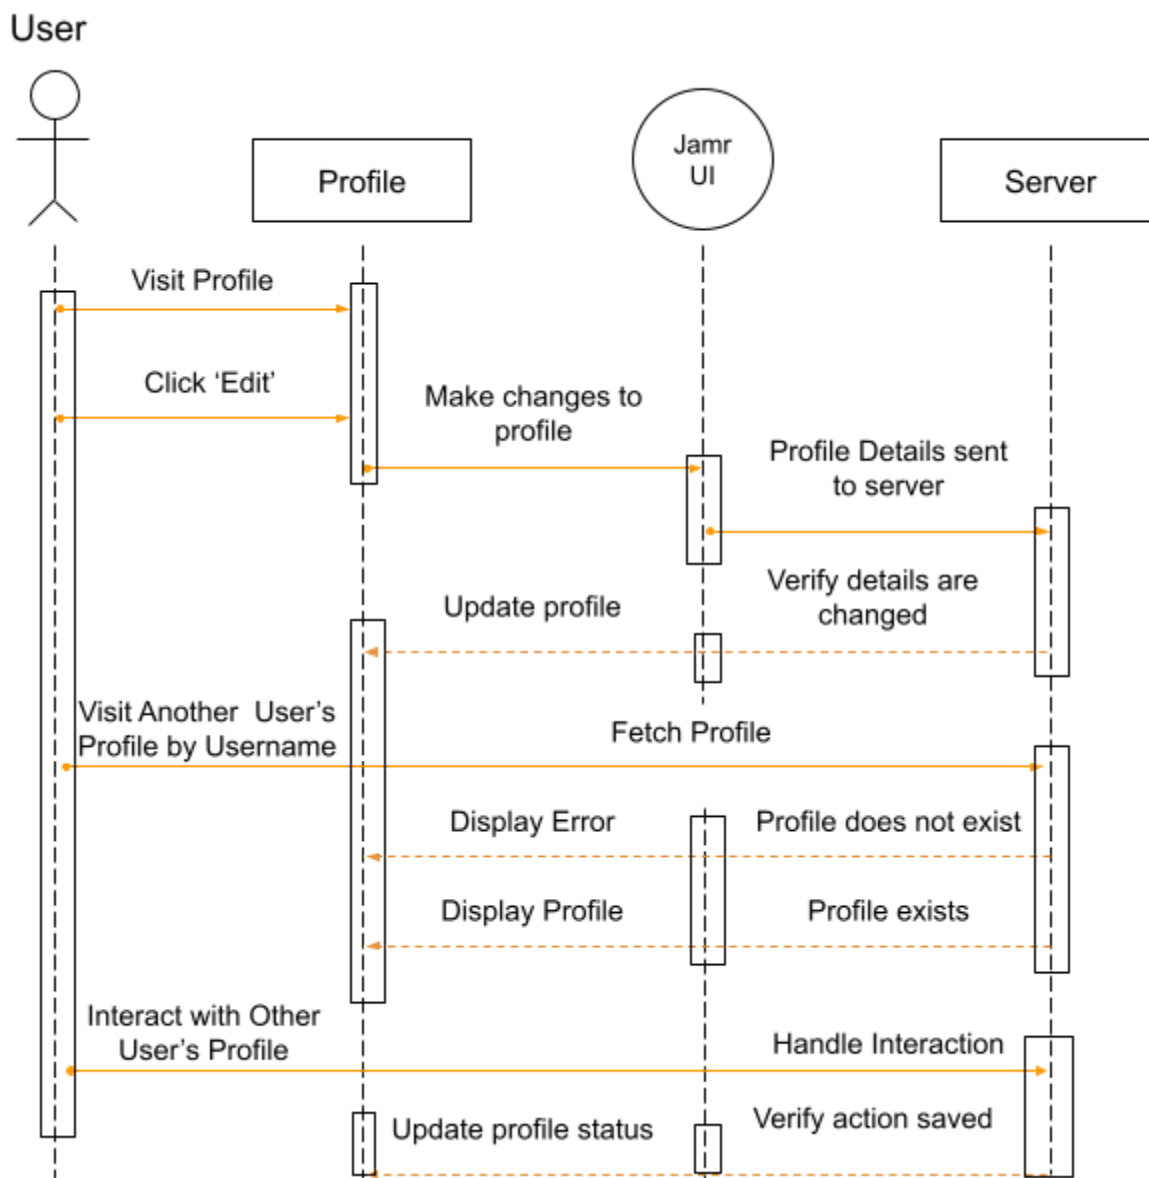 User
Jamr
UI
Profile
Server
Visit Profile
Click ‘Edit’
Make changes to
profile
Profile Details sent
to server
Verify details are
changed
Update profile
Visit Another  User’s
Profile by Username
Fetch Profile
Display Error
Profile does not exist
Display Profile
Profile exists
Interact with Other
User’s Profile
Handle Interaction
Verify action saved
Update profile status